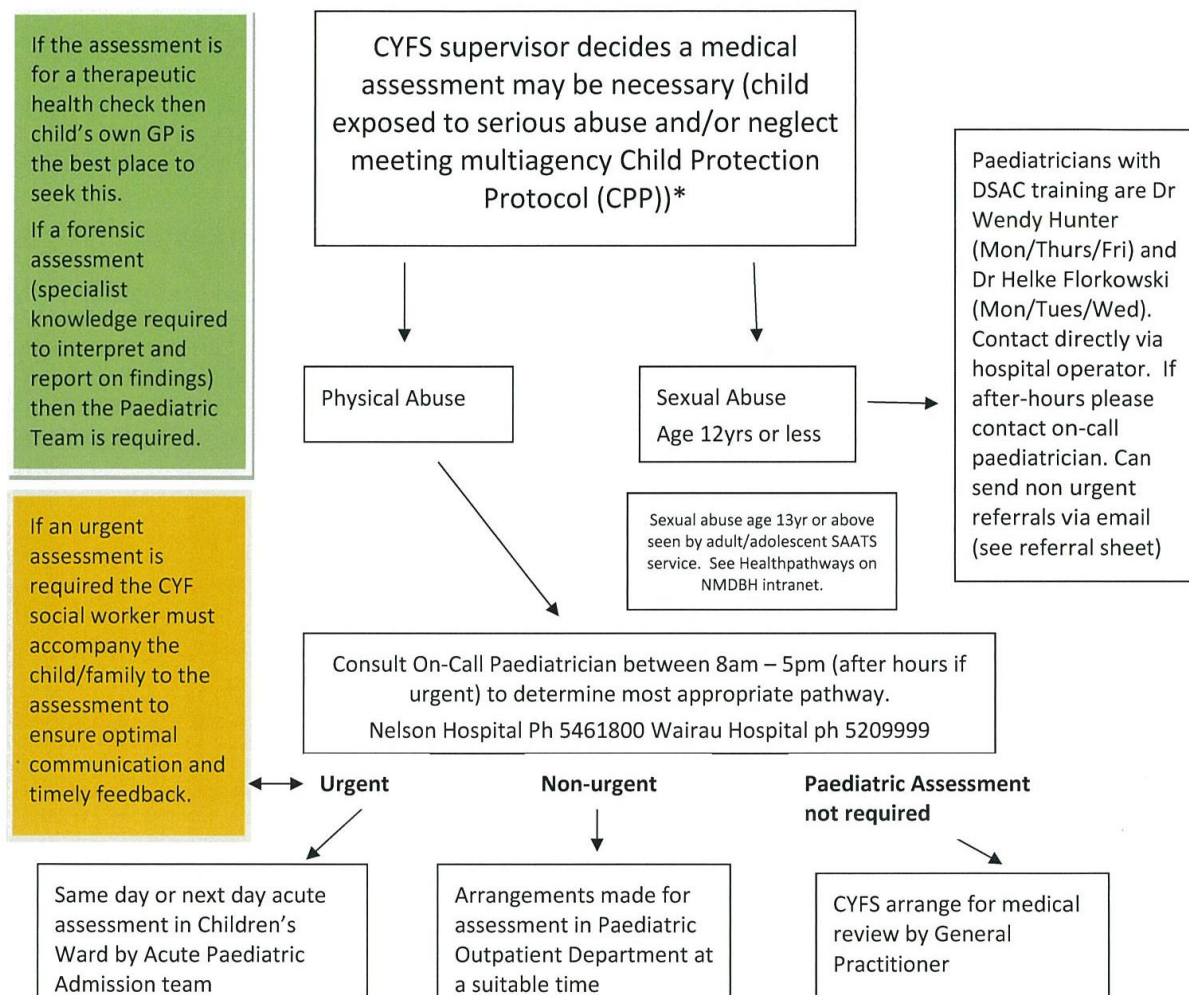 If the assessment is
for a therapeutic
health check then
child's own GP is
the best place to
seek this.
If a forensic
assessment
(specialist
knowledge required
to interpret and
report on findings)
then the Paediatric
Team is required.
CYFS supervisor decides a medical
assessment may be necessary (child
exposed to serious abuse and/or neglect
meeting multiagency Child Protection
Protocol (CPP))*
Paediatricians with
DSAC training are Dr
Wendy Hunter
(Mon/Thurs/Fri) and
Dr Helke Florkowski
(Mon/Tues/Wed).
Contact directly via
hospital operator. If
after-hours please
contact on-call
paediatrician. Can
send non urgent
referrals via email
(see referral sheet)
Physical Abuse
Sexual Abuse
Age 12yrs or less
Sexual abuse age 13yr or above
seen by adult/adolescent SAATS
service. See Healthpathways on
NMDBH intranet.
If an urgent
assessment is
required the CYF
social worker must
accompany the
child/family to the
assessment to
ensure optimal
communication and
timely feedback.
Consult On-Call Paediatrician between 8am – 5pm (after hours if
urgent) to determine most appropriate pathway.
Nelson Hospital Ph 5461800 Wairau Hospital ph 5209999
Urgent
Non-urgent
Paediatric Assessment
not required
Same day or next day acute
assessment in Children's
Ward by Acute Paediatric
Admission team
Arrangements made for
assessment in Paediatric
Outpatient Department at
a suitable time
CYFS arrange for medical
review by General
Practitioner